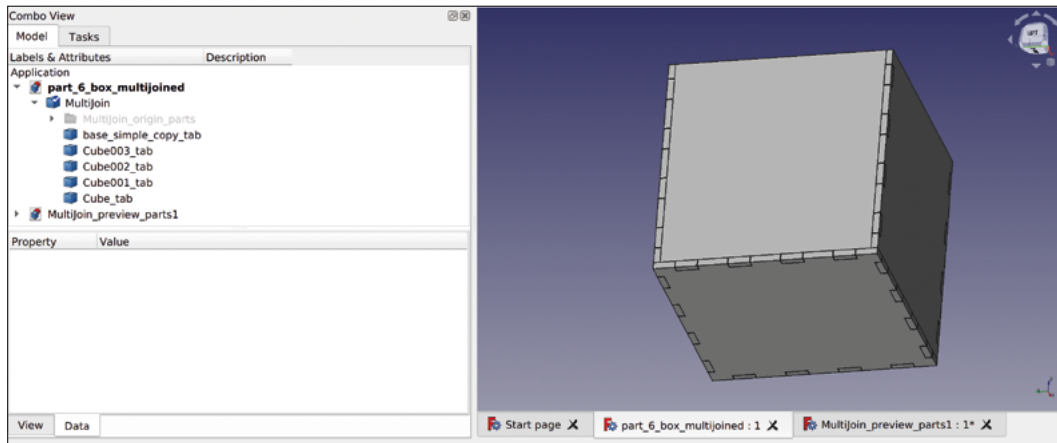 Combo View
Model Tasks
Labels & Attributes Description
Application
part_6_box_multijoined
MultiJoin
MultiJoin_origin_parts
base_simple_copy_tab
Cube003_tab
Cube002_tab
Cube001_tab
Cube_tab
MultiJoin_preview_parts1
Property Value
View Data
Start page
part_6_box_multijoined : 1
MultiJoin_preview_parts1 : 1*